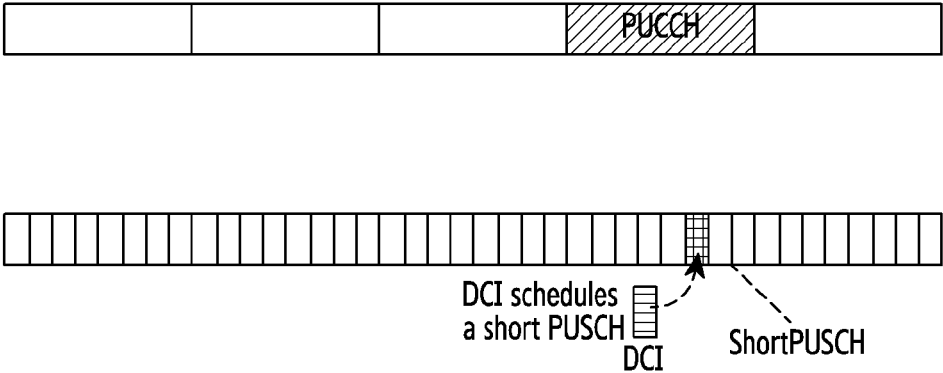 PUCCH
DCI schedules
a short PUSCH
DCI
ShortPUSCH